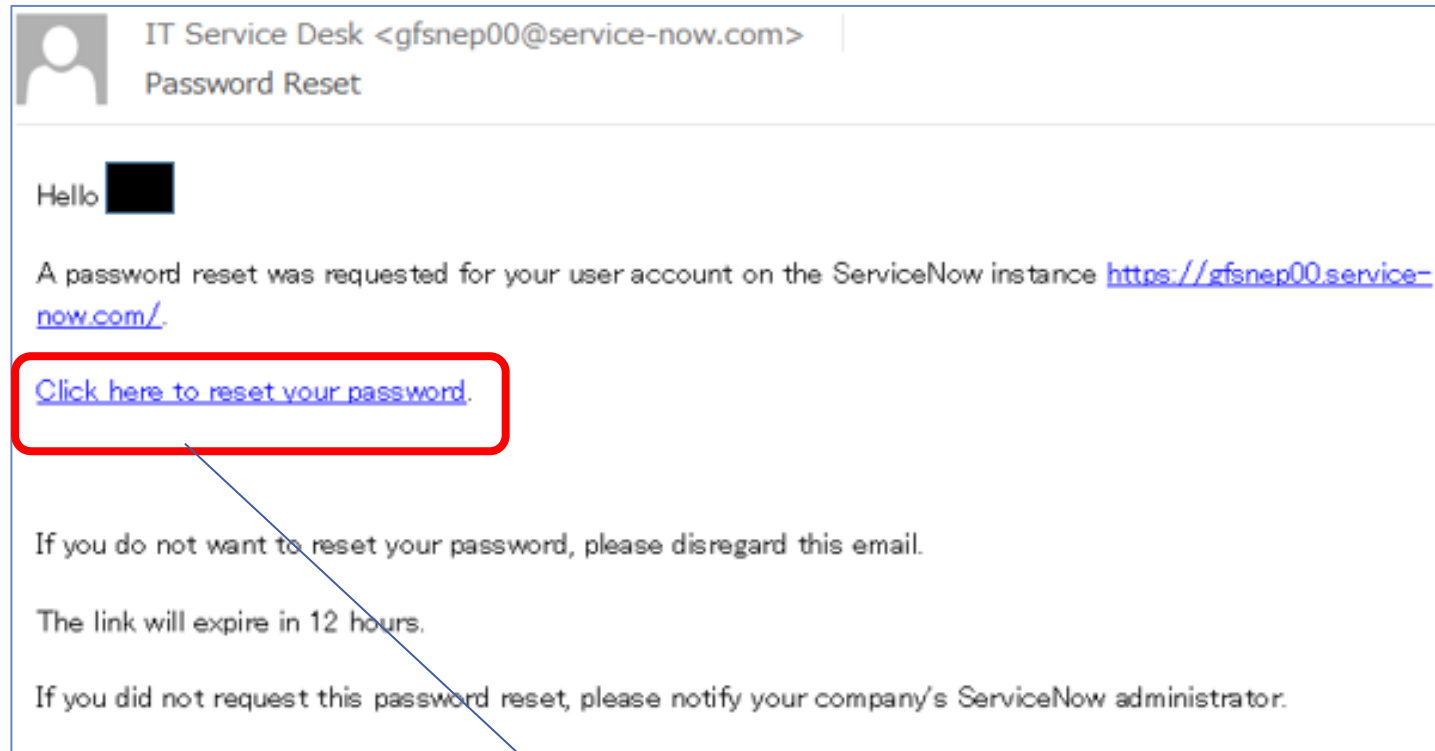 IT Service Desk <gfsnep00@service-now.com>
Password Reset
Hello
A password reset was requested for your user account on the ServiceNow instance https://gfsnep00.service-
now.com/.
Click here to reset your password.
If you do not want to reset your password, please disregard this email.
The link will expire in 12 hours.
If you did not request this password reset, please notify your company's ServiceNow administrator.